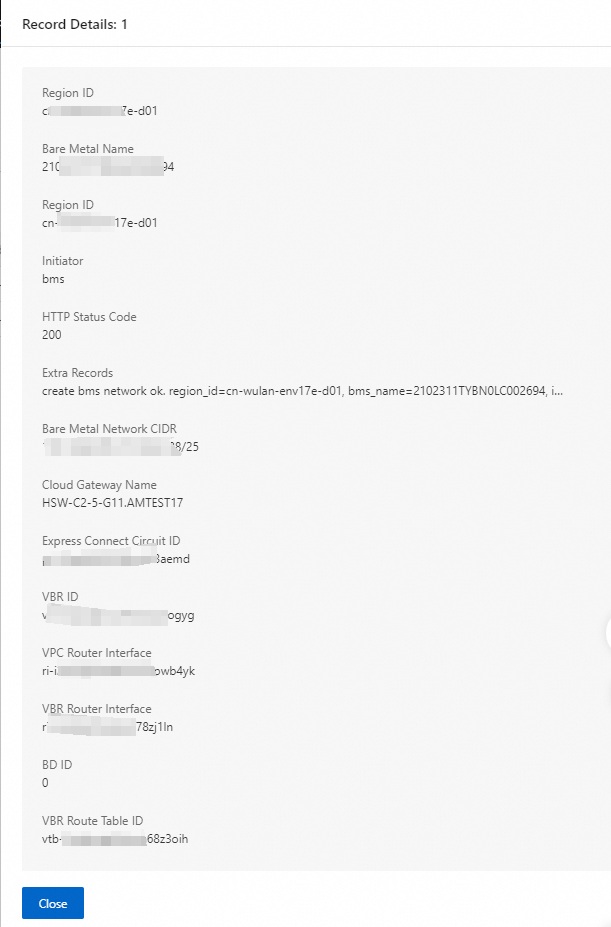 Record Details: 1
Region ID
7e-d01
Bare Metal Name
210 94
Region ID
cn- 17e-d01
Initiator
bms
HTTP Status Code
200
Extra Records
create bms network ok. region_id=cn-wulan-env17e-d01, bms_name=2102311TYBN0LC002694, i...
Bare Metal Network CIDR
8/25
Cloud Gateway Name
HSW-C2-5-G11.AMTEST17
Express Connect Circuit ID
aemd
VBR ID
ogyg
VPC Router Interface
ri-i wb4yk
VBR Router Interface
r 78zj1ln
BD ID
0
VBR Route Table ID
vtb- 68z3oih
Close